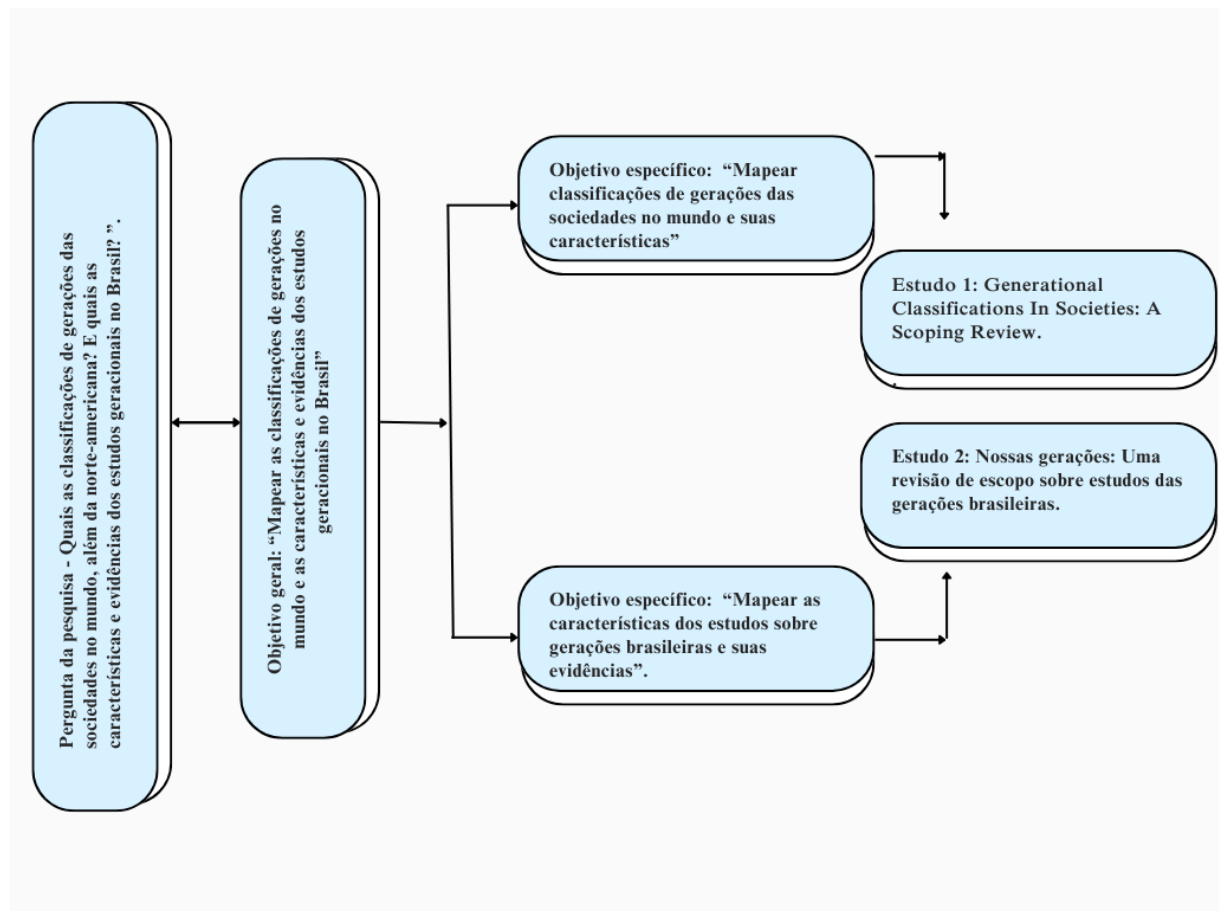 Pergunta da pesquisa - Quais as classificações de gerações das
sociedades no mundo, além da norte-americana? E quais as
características e evidências dos estudos geracionais no Brasil? ”.
Objetivo geral: “Mapear as classificações de gerações no
mundo e as características e evidências dos estudos
geracionais no Brasil”
Objetivo específico: “Mapear
classificações de gerações das
sociedades no mundo e suas
características”
Estudo 1: Generational
Classifications In Societies: A
Scoping Review.
.
Estudo 2: Nossas gerações: Uma
revisão de escopo sobre estudos das
gerações brasileiras.
Objetivo específico: “Mapear as
características dos estudos sobre
gerações brasileiras e suas
evidências”.